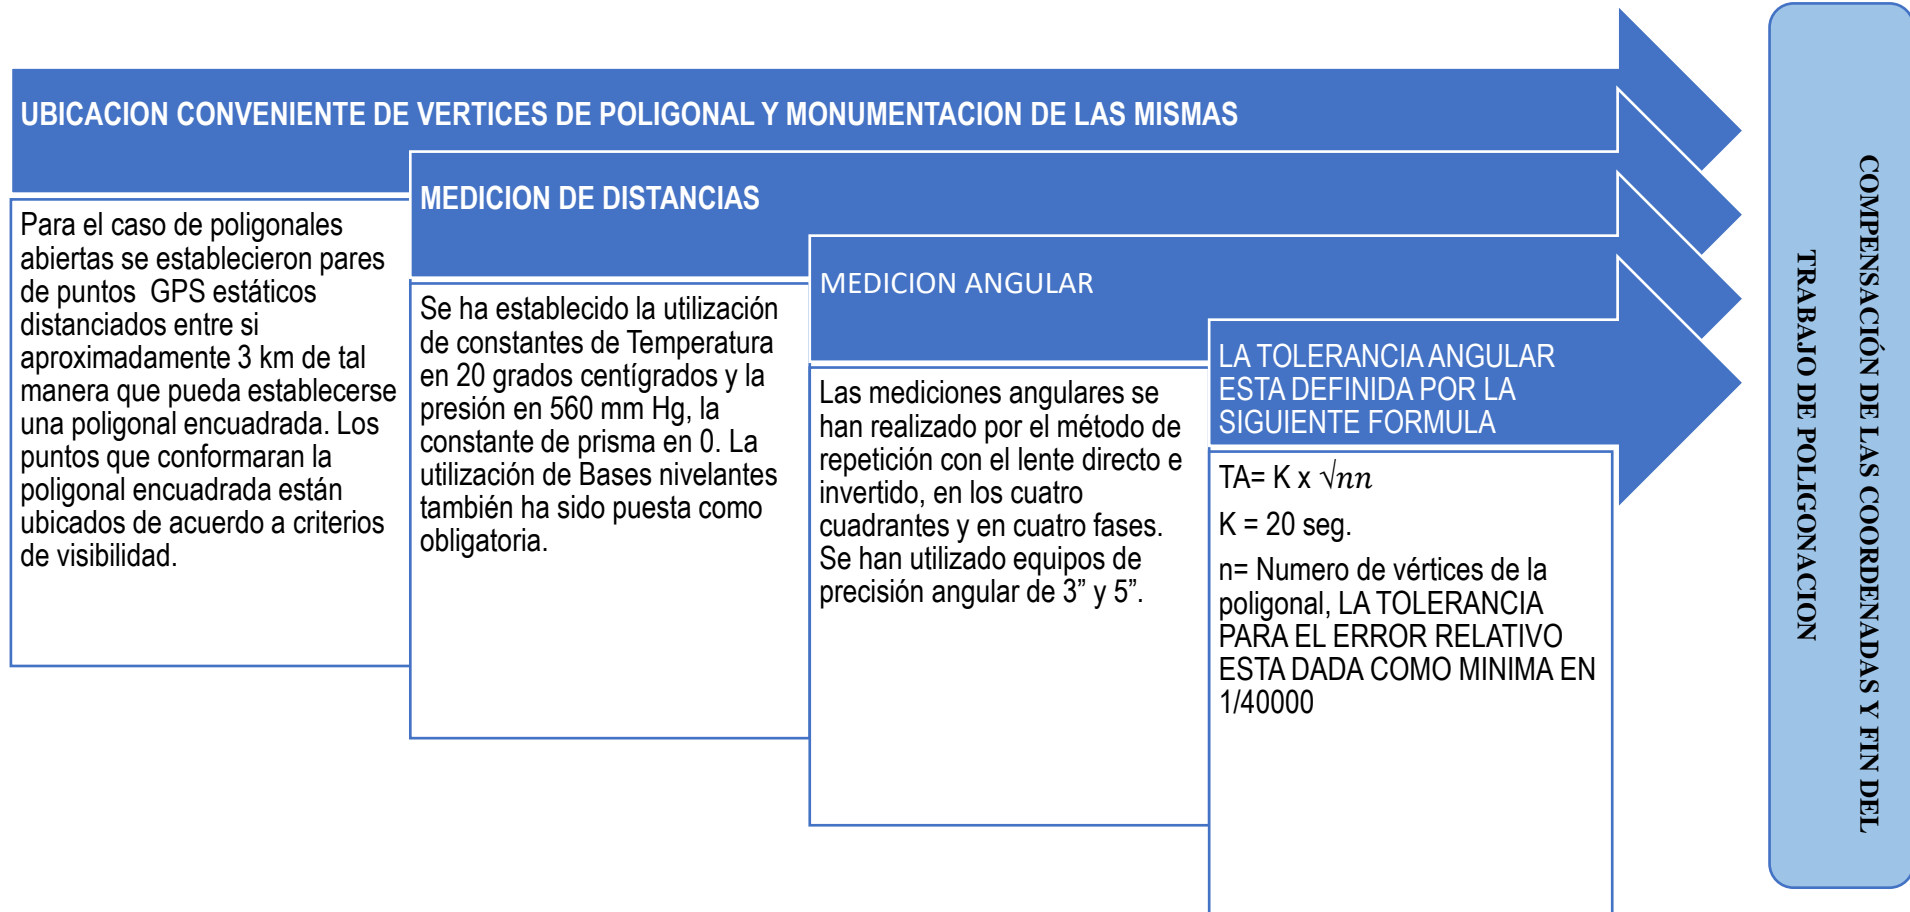 UBICACION CONVENIENTE DE VERTICES DE POLIGONAL Y MONUMENTACION DE LAS MISMAS
Para el caso de poligonales
abiertas se establecieron pares
de puntos  GPS estáticos
distanciados entre si
aproximadamente 3 km de tal
manera que pueda establecerse
una poligonal encuadrada. Los
puntos que conformaran la
poligonal encuadrada están
ubicados de acuerdo a criterios
de visibilidad.
MEDICION DE DISTANCIAS
Se ha establecido la utilización
de constantes de Temperatura
en 20 grados centígrados y la
presión en 560 mm Hg, la
constante de prisma en 0. La
utilización de Bases nivelantes
también ha sido puesta como
obligatoria.
MEDICION ANGULAR
Las mediciones angulares se
han realizado por el método de
repetición con el lente directo e
invertido, en los cuatro
cuadrantes y en cuatro fases.
Se han utilizado equipos de
precisión angular de 3” y 5”.
LA TOLERANCIA ANGULAR
ESTA DEFINIDA POR LA
SIGUIENTE FORMULA
TA= K x √nn
K = 20 seg.
n= Numero de vértices de la
poligonal, LA TOLERANCIA
PARA EL ERROR RELATIVO
ESTA DADA COMO MINIMA EN
1/40000
COMPENSACIÓN DE LAS COORDENADAS Y FIN DEL
TRABAJO DE POLIGONACION